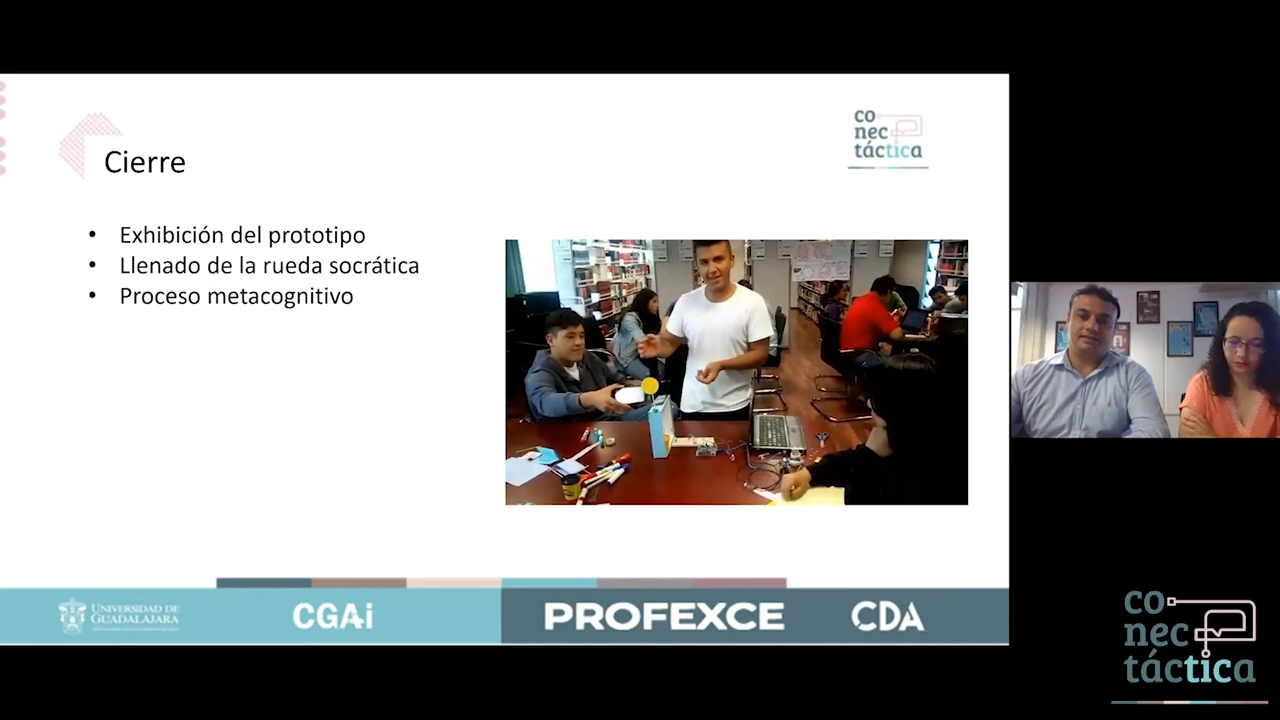 Cierre
co
nec
táctica
• Exhibición del prototipo
• Llenado de la rueda socrática
• Proceso metacognitivo
UNIVERSIDAD DE
GUADALAJARA
CGAi
PROFEXCE
CDA
co
nec
táctica